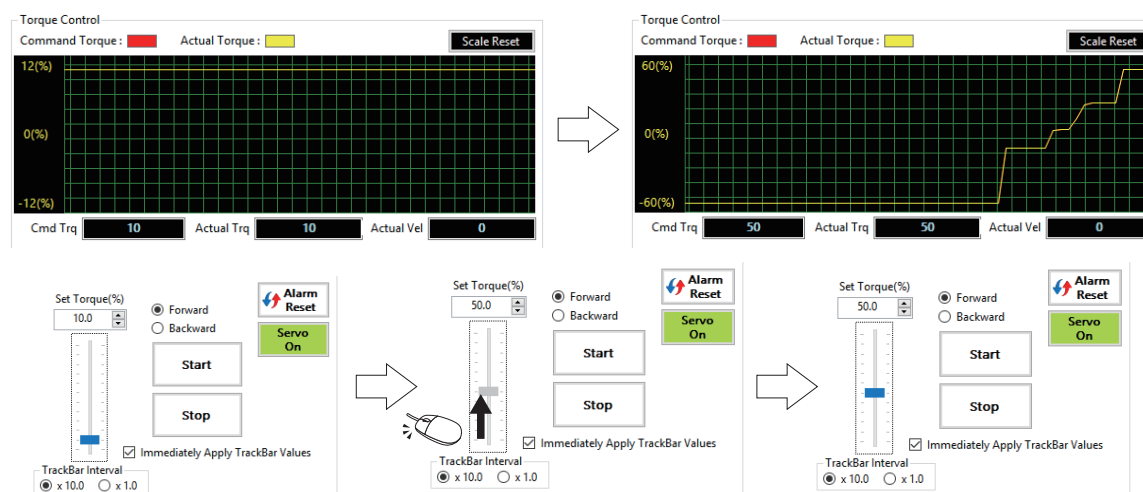 Torque Control
Command Torque : Actual Torque : Scale Reset
12(%)
0(%)
-12(%)
Cmd Trq 10 Actual Trq 10 Actual Vel 0
Torque Control
Command Torque : Actual Torque : Scale Reset
60(%)
0(%)
-60(%)
Cmd Trq 50 Actual Trq 50 Actual Vel 0
Set Torque(%)
10.0
Forward
Backward
Alarm
Reset
Servo
On
Start
Stop
Immediately Apply TrackBar Values
TrackBar Interval
x 10.0 x 1.0
Set Torque(%)
50.0
Forward
Backward
Alarm
Reset
Servo
On
Start
Stop
Immediately Apply TrackBar Values
TrackBar Interval
x 10.0 x 1.0
Set Torque(%)
50.0
Forward
Backward
Alarm
Reset
Servo
On
Start
Stop
Immediately Apply TrackBar Values
TrackBar Interval
x 10.0 x 1.0